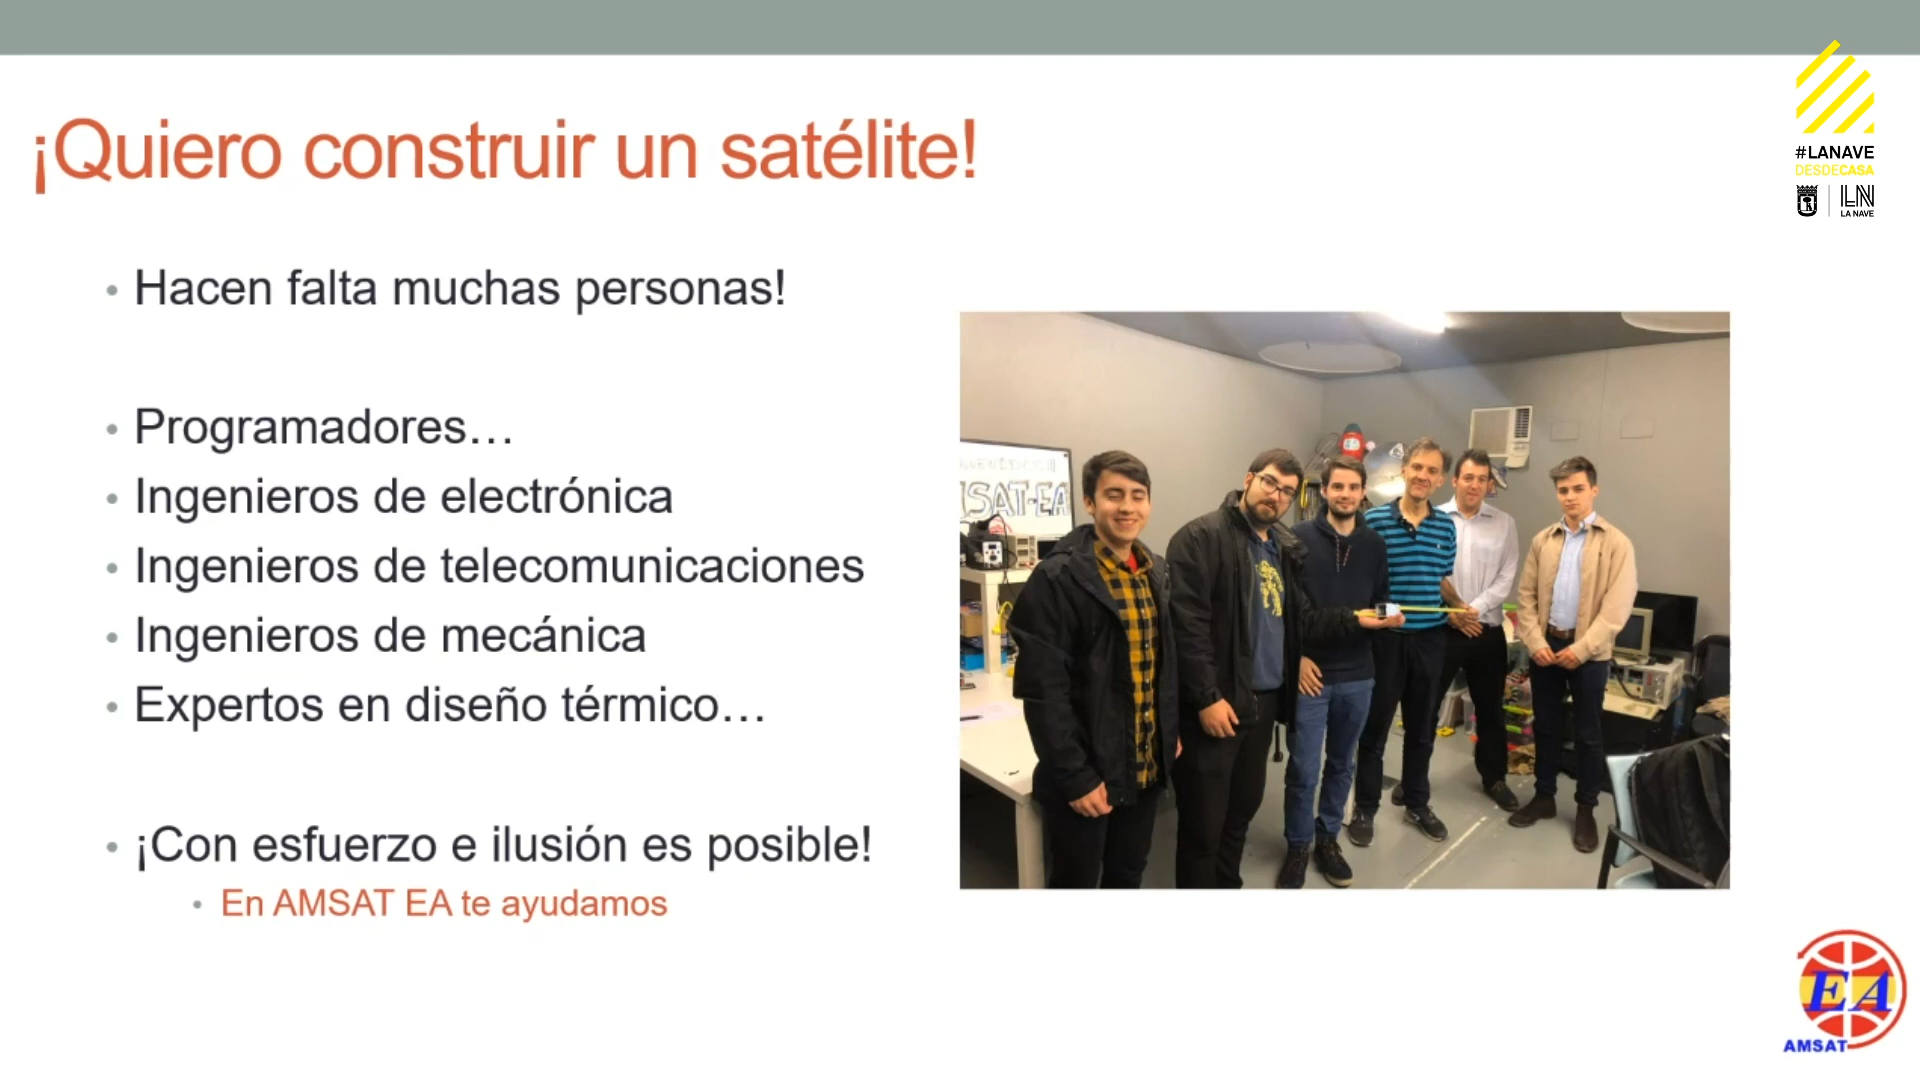 ¡Quiero construir un satélite!
#LANAVE
DESDECASA
LN
LA NAVE
• Hacen falta muchas personas!
• Programadores…
• Ingenieros de electrónica
• Ingenieros de telecomunicaciones
• Ingenieros de mecánica
• Expertos en diseño térmico…
• ¡Con esfuerzo e ilusión es posible!
• En AMSAT EA te ayudamos
MSAT-EA
EA
AMSAT